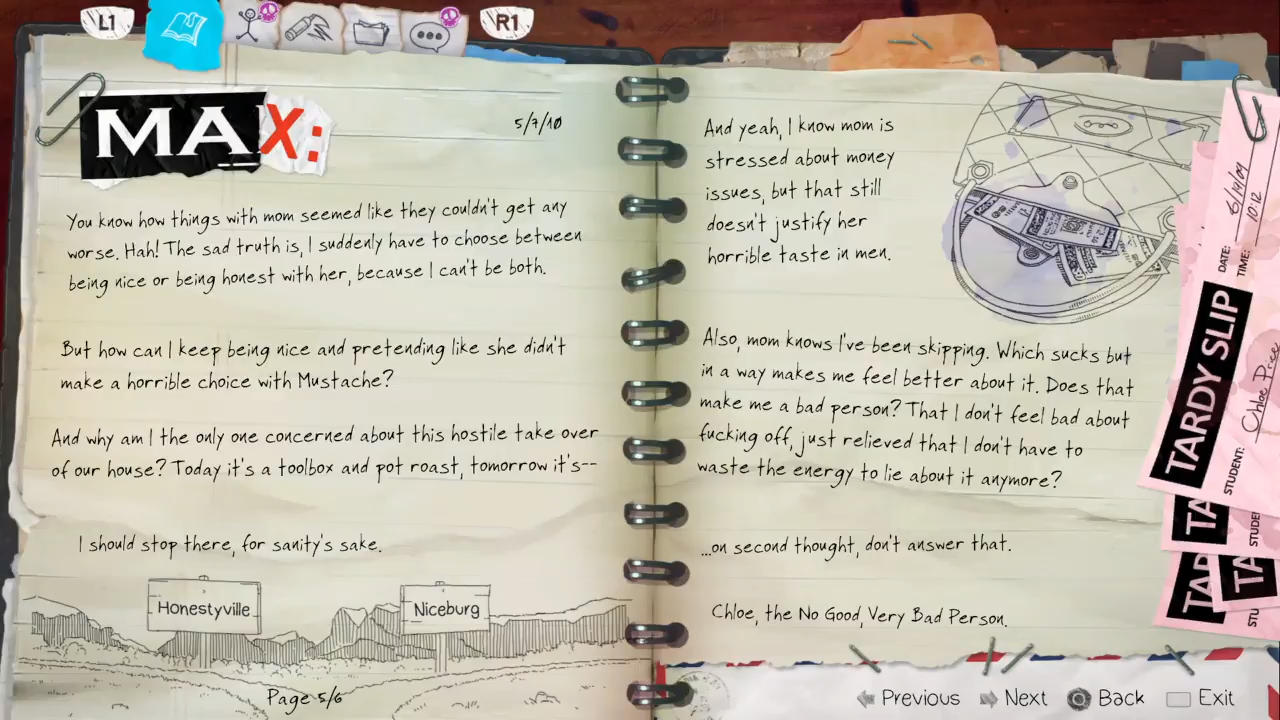 L1
R1
MAX:
5/7/10
You know how things with mom seemed like they couldn't get any
worse. Hah! The sad truth is, I suddenly have to choose between
being nice or being honest with her, because I can't be both.
But how can I keep being nice and pretending like she didn't
make a horrible choice with Mustache?
And why am I the only one concerned about this hostile take over
of our house? Today it's a toolbox and pot roast, tomorrow it's--
I should stop there, for sanity's sake.
Honestyville
Niceburg
Page 5/6
And yeah, I know mom is
stressed about money
issues, but that still
doesn't justify her
horrible taste in men.
Also, mom knows I've been skipping. Which sucks but
in a way makes me feel better about it. Does that
make me a bad person? That I don't feel bad about
fucking off, just relieved that I don't have to
waste the energy to lie about it anymore?
...on second thought, don't answer that.
Chloe, the No Good, Very Bad Person.
TARDY SLIP
DATE:
TIME: 10:12
STUDENT: Chloe Price
TA
STUDE
TAR
TA
STU
Previous
Next
Back
Exit